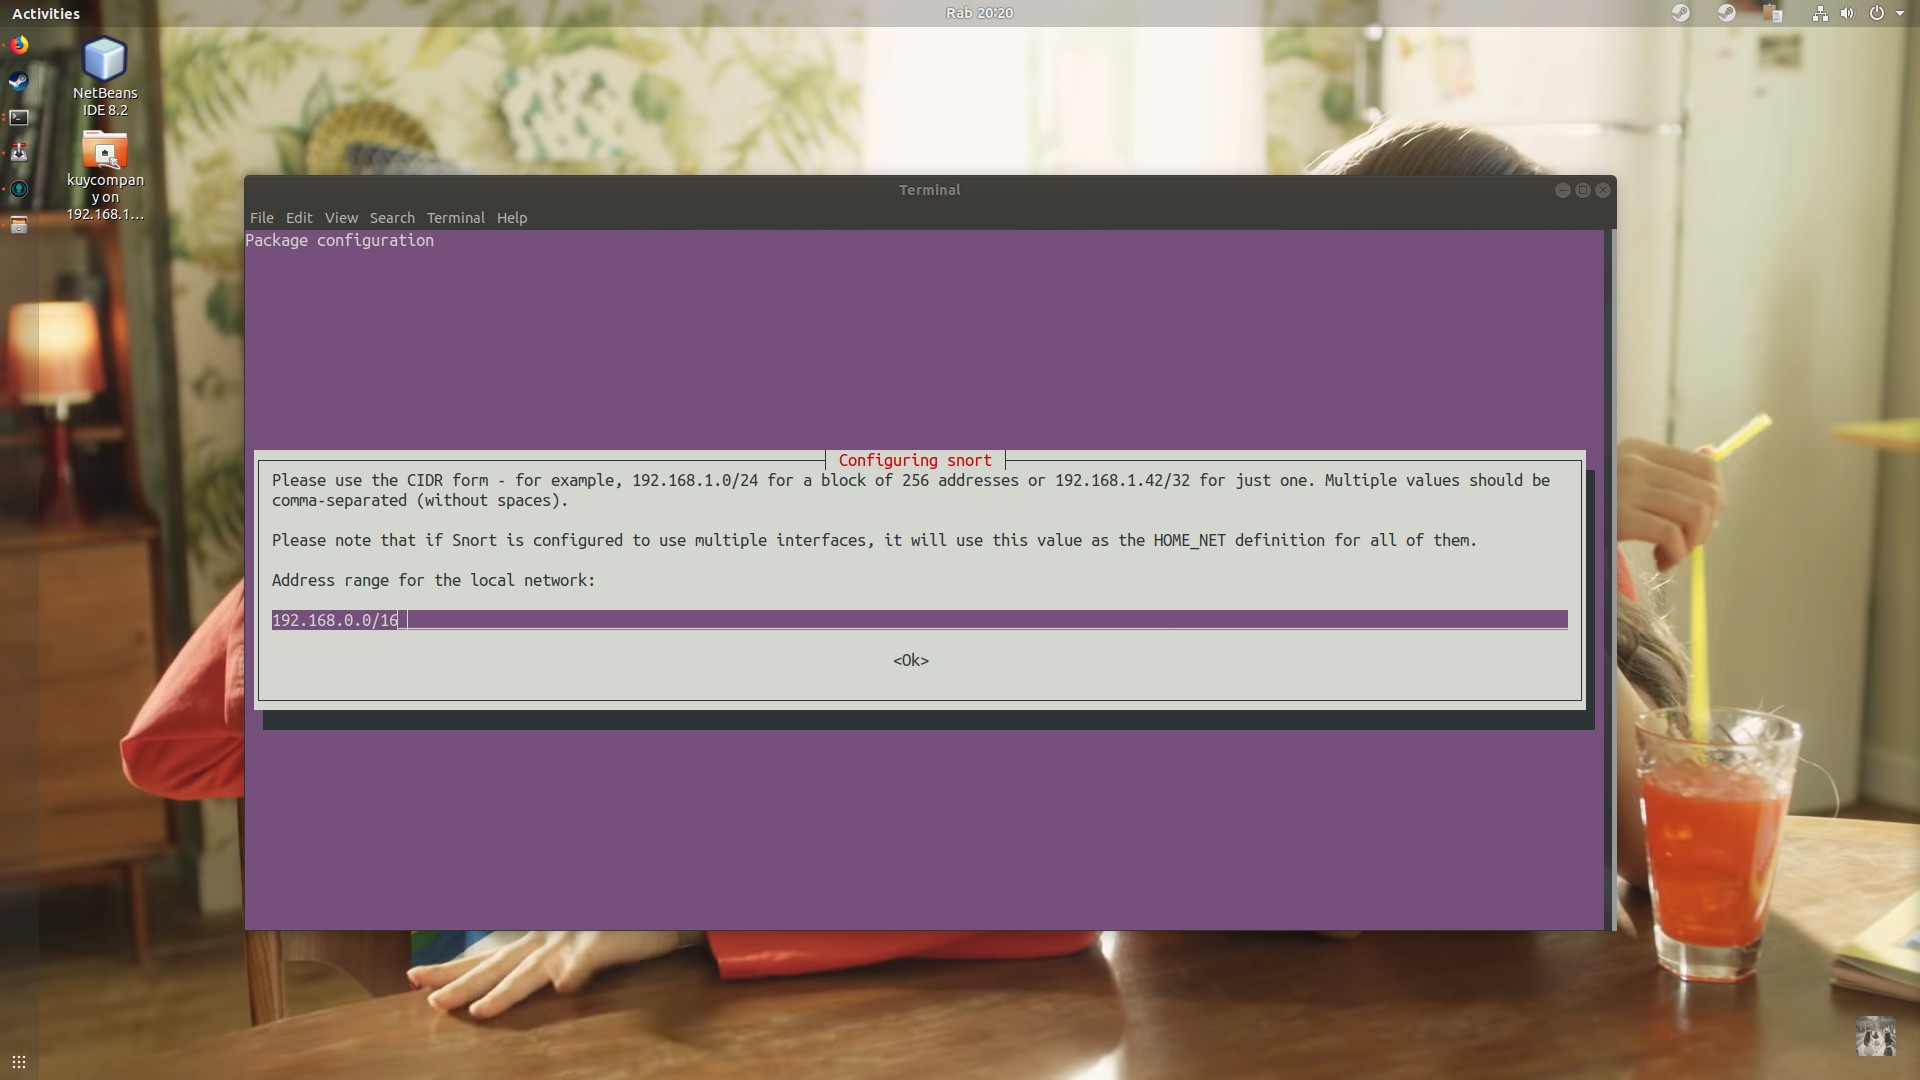 Activities
Rab 20:20
NetBeans
IDE 8.2
kuycompan
y on
192.168.1…
Terminal
File Edit View Search Terminal Help
Package configuration
Configuring snort
Please use the CIDR form - for example, 192.168.1.0/24 for a block of 256 addresses or 192.168.1.42/32 for just one. Multiple values should be
comma-separated (without spaces).
Please note that if Snort is configured to use multiple interfaces, it will use this value as the HOME_NET definition for all of them.
Address range for the local network:
192.168.0.0/16
<Ok>